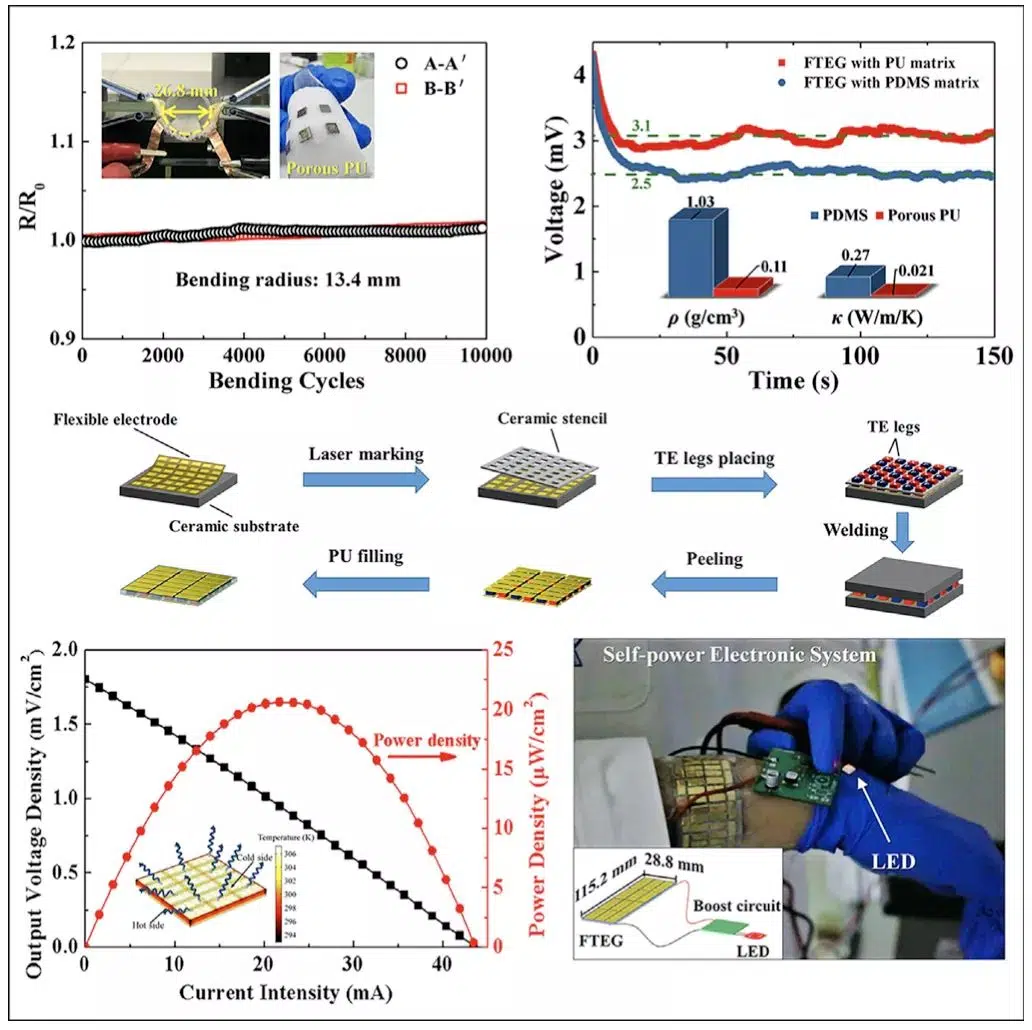 1.2
1.1
1.0
0.9
R/R0
26.8 mm
Porous PU
A-A′
B-B′
Bending radius: 13.4 mm
0
2000
4000
6000
8000
10000
Bending Cycles
4
3
2
1
0
Voltage (mV)
FTEG with PU matrix
FTEG with PDMS matrix
3.1
2.5
PDMS
Porous PU
1.03
0.11
0.27
0.021
ρ (g/cm³)
κ (W/m/K)
0
50
100
150
Time (s)
Flexible electrode
Ceramic substrate
Laser marking
Ceramic stencil
TE legs placing
TE legs
Welding
Peeling
PU filling
2.0
1.5
1.0
0.5
0.0
Output Voltage Density (mV/cm²)
25
20
15
10
5
0
Power Density (μW/cm²)
Power density
Temperature (K)
306
304
302
300
298
296
294
Cold side
Hot side
0
10
20
30
40
Current Intensity (mA)
Self-power Electronic System
LED
115.2 mm
28.8 mm
Boost circuit
FTEG
LED